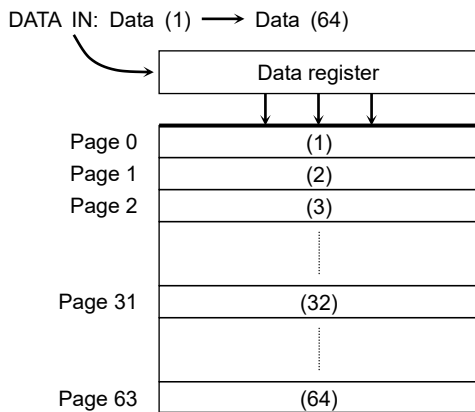 DATA IN: Data (1) Data (64)
Data register
Page 0 (1)
Page 1 (2)
Page 2 (3)
Page 31 (32)
Page 63 (64)